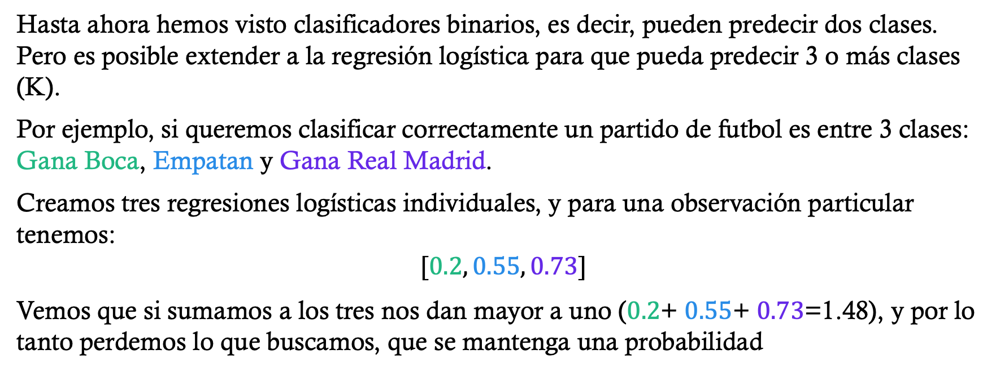 Hasta ahora hemos visto clasificadores binarios, es decir, pueden predecir dos clases.
Pero es posible extender a la regresión logística para que pueda predecir 3 o más clases
(K).
Por ejemplo, si queremos clasificar correctamente un partido de futbol es entre 3 clases:
Gana Boca, Empatan y Gana Real Madrid.
Creamos tres regresiones logísticas individuales, y para una observación particular
tenemos:
[0.2, 0.55, 0.73]
Vemos que si sumamos a los tres nos dan mayor a uno (0.2+ 0.55+ 0.73=1.48), y por lo
tanto perdemos lo que buscamos, que se mantenga una probabilidad